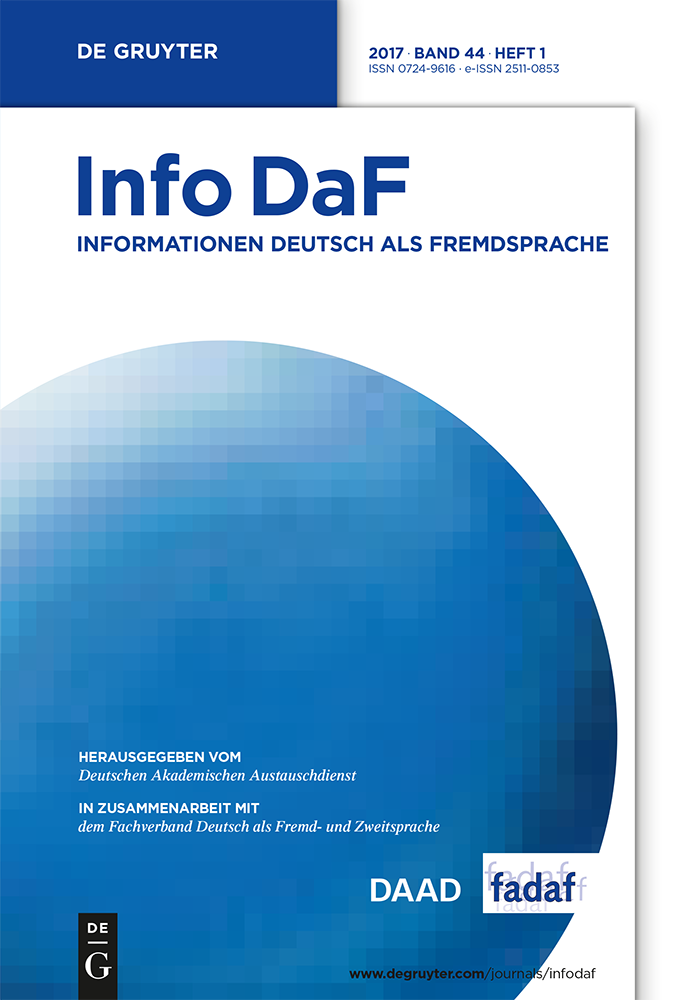 DE GRUYTER
2017 · BAND 44 · HEFT 1
ISSN 0724-9616 · e-ISSN 2511-0853
Info DaF
INFORMATIONEN DEUTSCH ALS FREMDSPRACHE
HERAUSGEGEBEN VOM
Deutschen Akademischen Austauschdienst
IN ZUSAMMENARBEIT MIT
dem Fachverband Deutsch als Fremd- und Zweitsprache
DAAD
fadaf
fadaf
fadaf
DE
G
www.degruyter.com/journals/infodaf